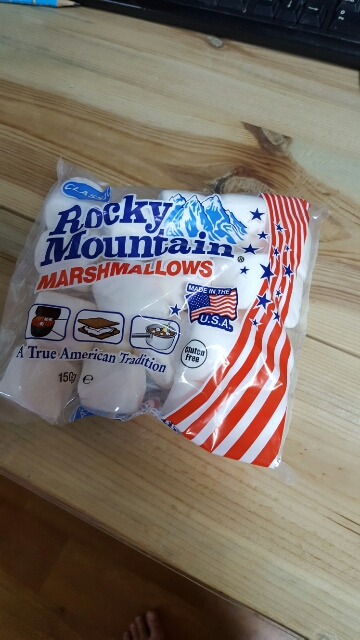 CLASSIC
Rocky
Mountain®
MARSHMALLOWS
MADE IN THE
U.S.A.
A True American Tradition
Gluten
Free
150g ℮